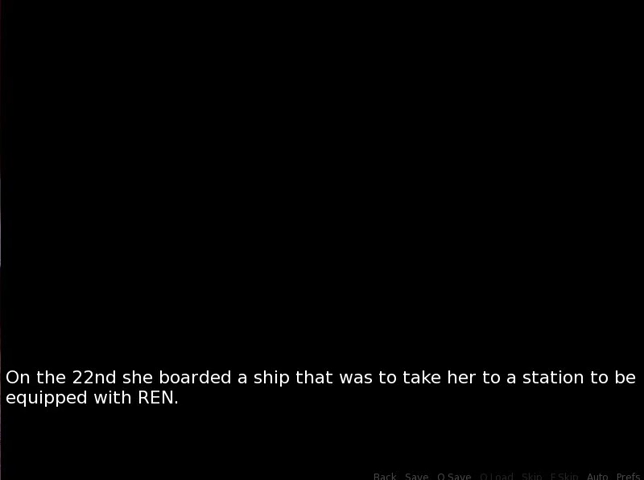 On the 22nd she boarded a ship that was to take her to a station to be
equipped with REN.
Back Save Q.Save Q.Load Skip F.Skip Auto Prefs